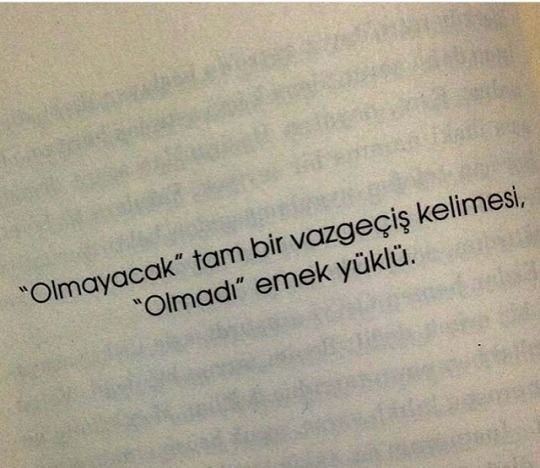 “Olmayacak” tam bir vazgeçiş kelimesi,
“Olmadı” emek yüklü.